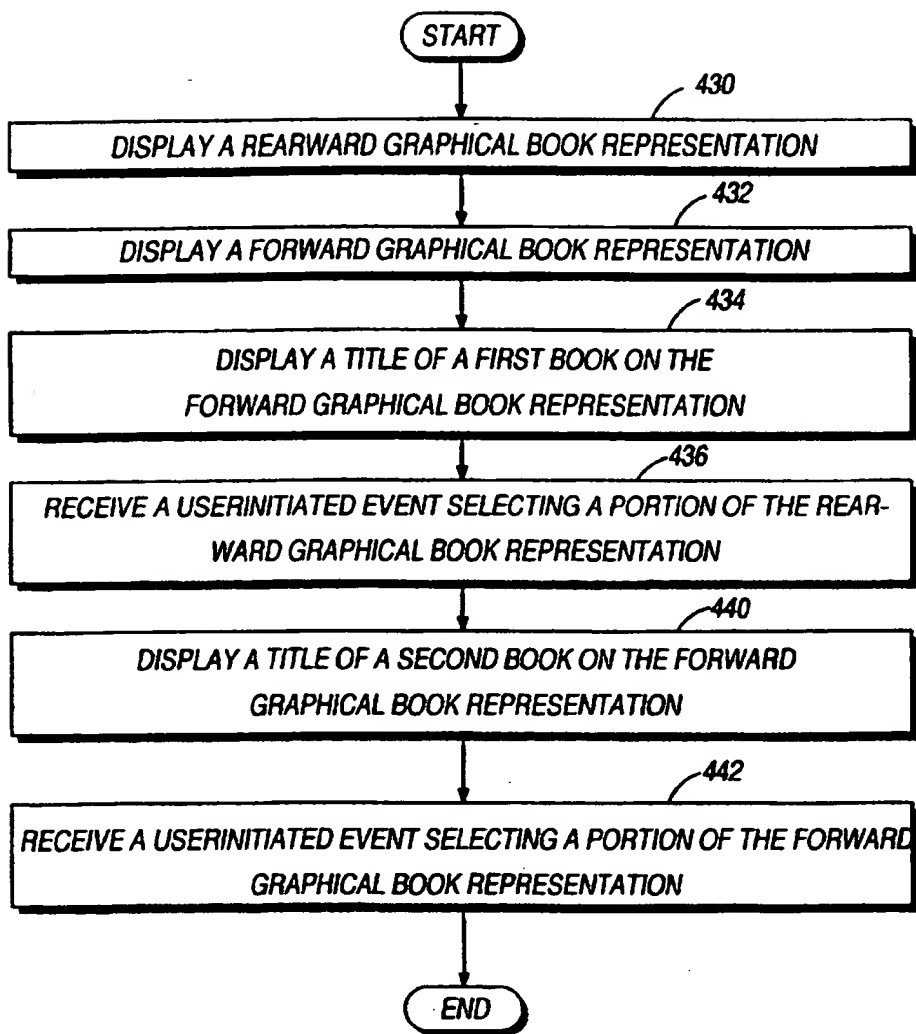 START
430
DISPLAY A REARWARD GRAPHICAL BOOK REPRESENTATION
432
DISPLAY A FORWARD GRAPHICAL BOOK REPRESENTATION
434
DISPLAY A TITLE OF A FIRST BOOK ON THE
FORWARD GRAPHICAL BOOK REPRESENTATION
436
RECEIVE A USERINITIATED EVENT SELECTING A PORTION OF THE REAR-
WARD GRAPHICAL BOOK REPRESENTATION
440
DISPLAY A TITLE OF A SECOND BOOK ON THE FORWARD
GRAPHICAL BOOK REPRESENTATION
442
RECEIVE A USERINITIATED EVENT SELECTING A PORTION OF THE FORWARD
GRAPHICAL BOOK REPRESENTATION
END